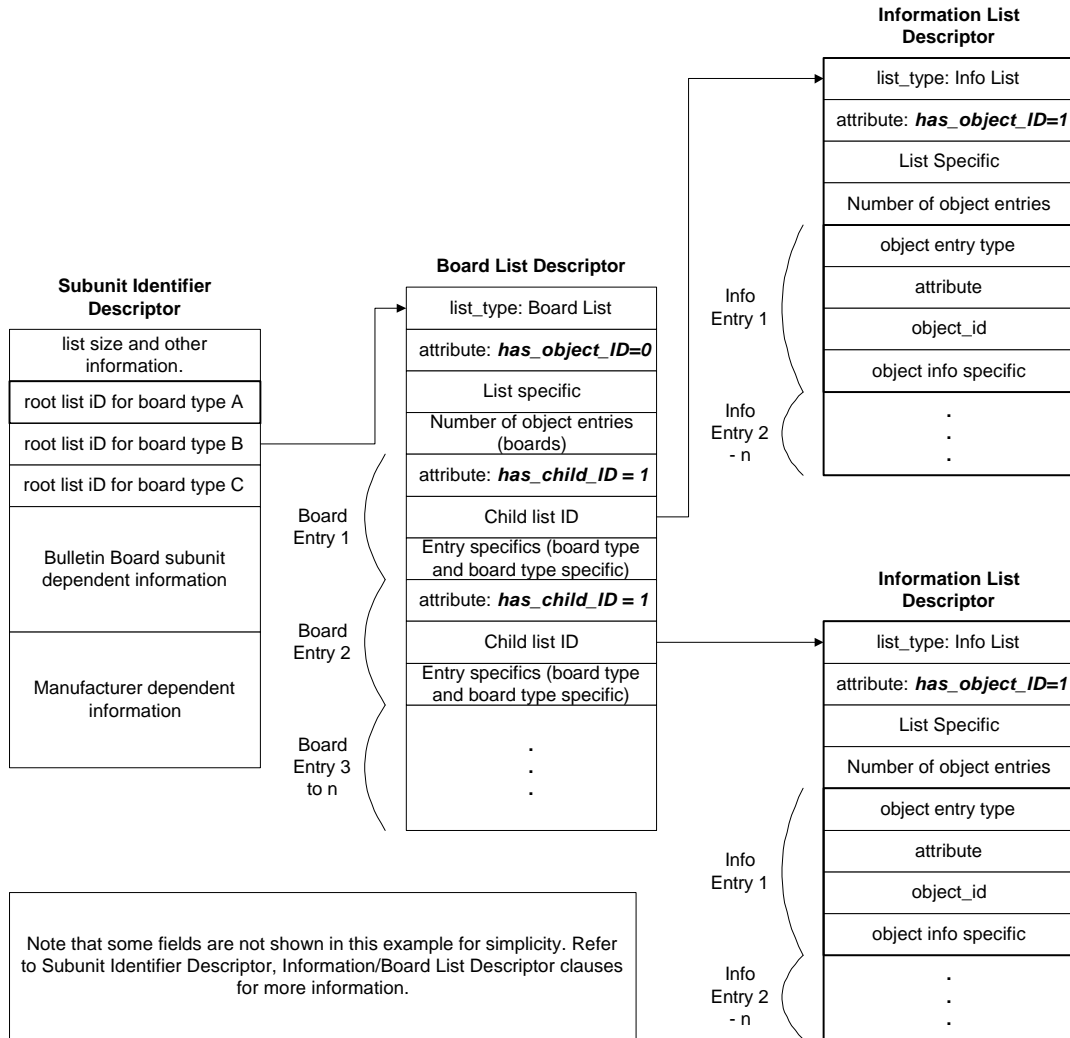 Subunit Identifier
Descriptor
list size and other
information.
root list iD for board type A
root list iD for board type B
root list iD for board type C
Bulletin Board subunit
dependent information
Manufacturer dependent
information
Board List Descriptor
list_type: Board List
attribute: has_object_ID=0
List specific
Number of object entries
(boards)
Board
Entry 1
attribute: has_child_ID = 1
Child list ID
Entry specifics (board type
and board type specific)
Board
Entry 2
attribute: has_child_ID = 1
Child list ID
Entry specifics (board type
and board type specific)
Board
Entry 3
to n
.
.
.
Information List
Descriptor
list_type: Info List
attribute: has_object_ID=1
List Specific
Number of object entries
Info
Entry 1
object entry type
attribute
object_id
object info specific
Info
Entry 2
- n
.
.
.
Information List
Descriptor
list_type: Info List
attribute: has_object_ID=1
List Specific
Number of object entries
Info
Entry 1
object entry type
attribute
object_id
object info specific
Info
Entry 2
- n
.
.
.
Note that some fields are not shown in this example for simplicity. Refer
to Subunit Identifier Descriptor, Information/Board List Descriptor clauses
for more information.